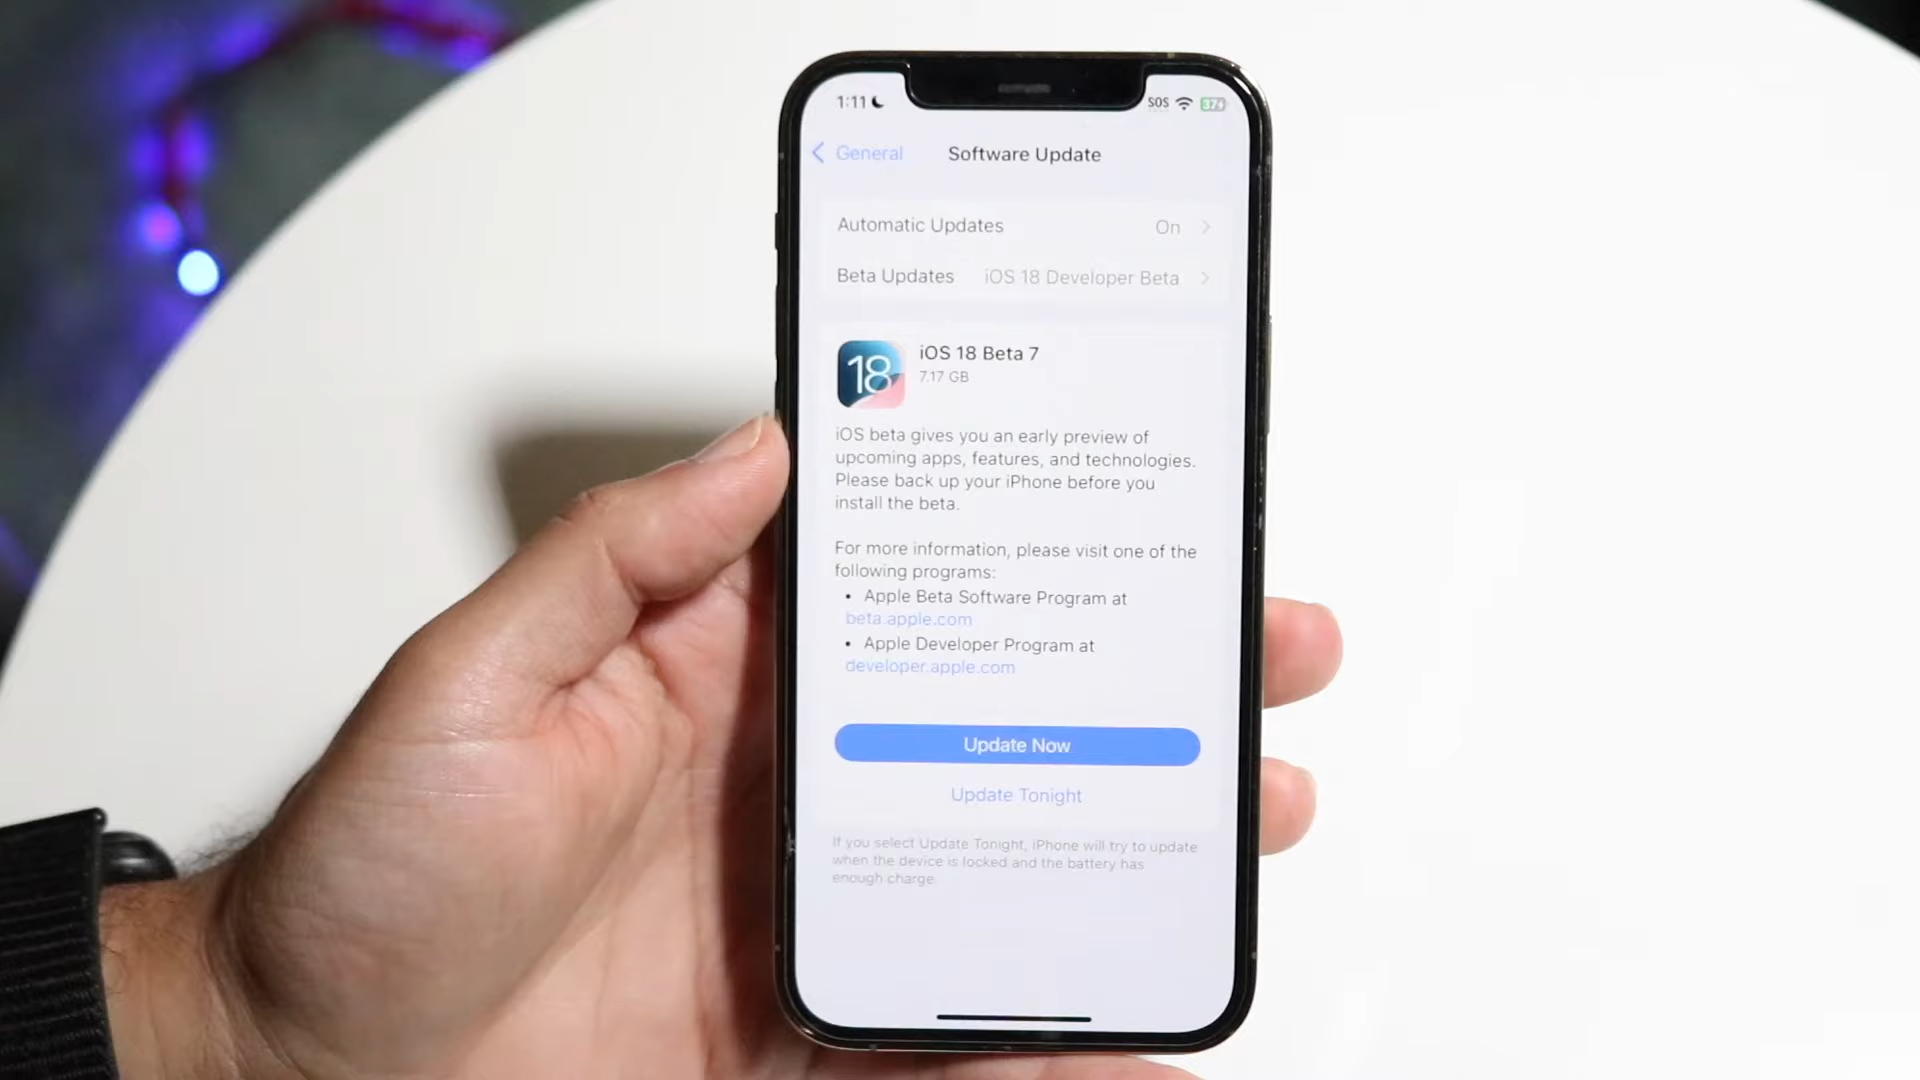 1:11 SOS 37
General Software Update
Automatic Updates On
Beta Updates iOS 18 Developer Beta
18
iOS 18 Beta 7
7.17 GB
iOS beta gives you an early preview of
upcoming apps, features, and technologies.
Please back up your iPhone before you
install the beta.
For more information, please visit one of the
following programs:
• Apple Beta Software Program at
beta.apple.com
• Apple Developer Program at
developer.apple.com
Update Now
Update Tonight
If you select Update Tonight, iPhone will try to update
when the device is locked and the battery has
enough charge.